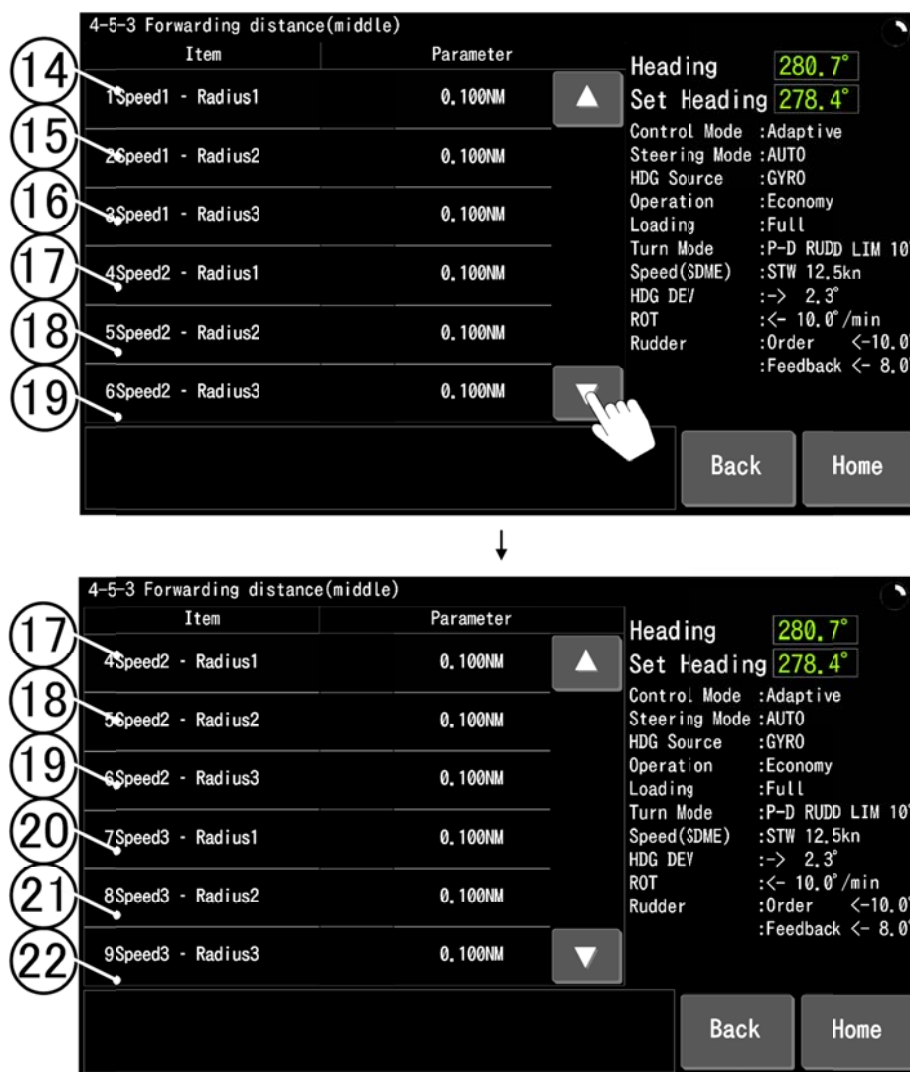 4-5-3 Forwarding distance(middle)
Item Parameter
⑭ 1Speed1 - Radius1 0.100NM ▲
⑮ 2Speed1 - Radius2 0.100NM
⑯ 3Speed1 - Radius3 0.100NM
⑰ 4Speed2 - Radius1 0.100NM
⑱ 5Speed2 - Radius2 0.100NM
⑲ 6Speed2 - Radius3 0.100NM ▼
Heading 280.7°
Set Heading 278.4°
Control Mode :Adaptive
Steering Mode :AUTO
HDG Source :GYRO
Operation :Economy
Loading :Full
Turn Mode :P-D RUDD LIM 10°
Speed(SDME) :STW 12.5kn
HDG DEV :-> 2.3°
ROT :<- 10.0°/min
Rudder :Order <-10.0°
:Feedback <- 8.0°
Back Home
↓
4-5-3 Forwarding distance(middle)
Item Parameter
⑰ 4Speed2 - Radius1 0.100NM ▲
⑱ 5Speed2 - Radius2 0.100NM
⑲ 6Speed2 - Radius3 0.100NM
⑳ 7Speed3 - Radius1 0.100NM
㉑ 8Speed3 - Radius2 0.100NM
㉒ 9Speed3 - Radius3 0.100NM ▼
Heading 280.7°
Set Heading 278.4°
Control Mode :Adaptive
Steering Mode :AUTO
HDG Source :GYRO
Operation :Economy
Loading :Full
Turn Mode :P-D RUDD LIM 10°
Speed(SDME) :STW 12.5kn
HDG DEV :-> 2.3°
ROT :<- 10.0°/min
Rudder :Order <-10.0°
:Feedback <- 8.0°
Back Home